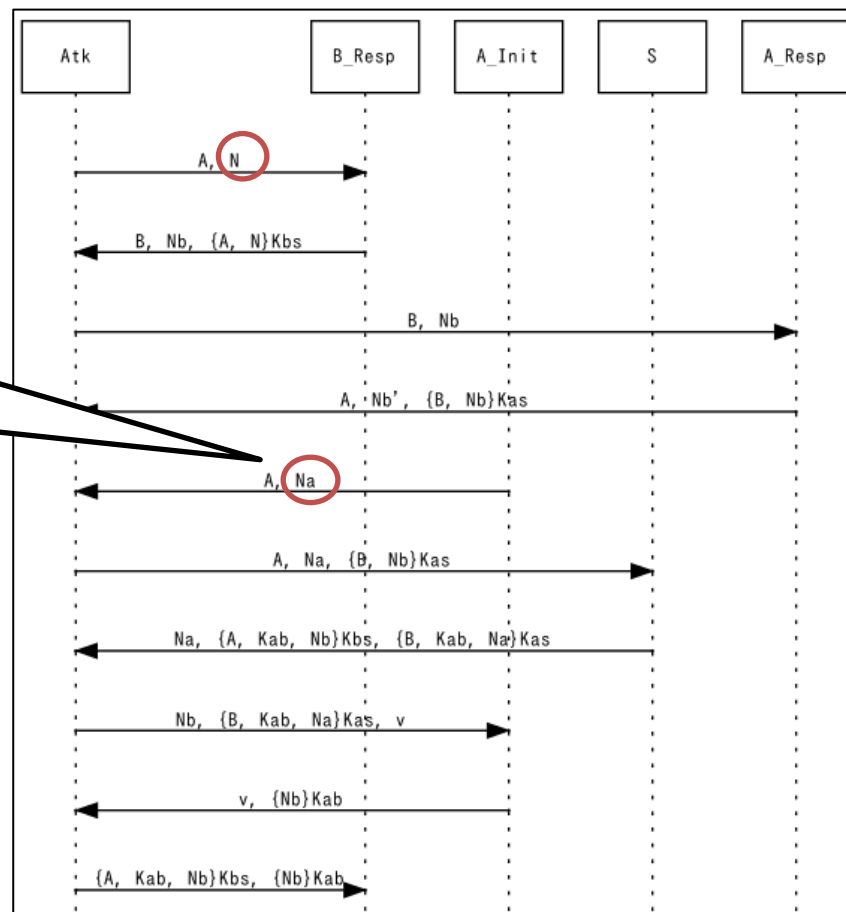 Atk
B_Resp
A_Init
S
A_Resp
A, N
B, Nb, {A, N}Kbs
B, Nb
A, Nb', {B, Nb}Kas
A, Na
A, Na, {B, Nb}Kas
Na, {A, Kab, Nb}Kbs, {B, Kab, Na}Kas
Nb, {B, Kab, Na}Kas, v
v, {Nb}Kab
{A, Kab, Nb}Kbs, {Nb}Kab